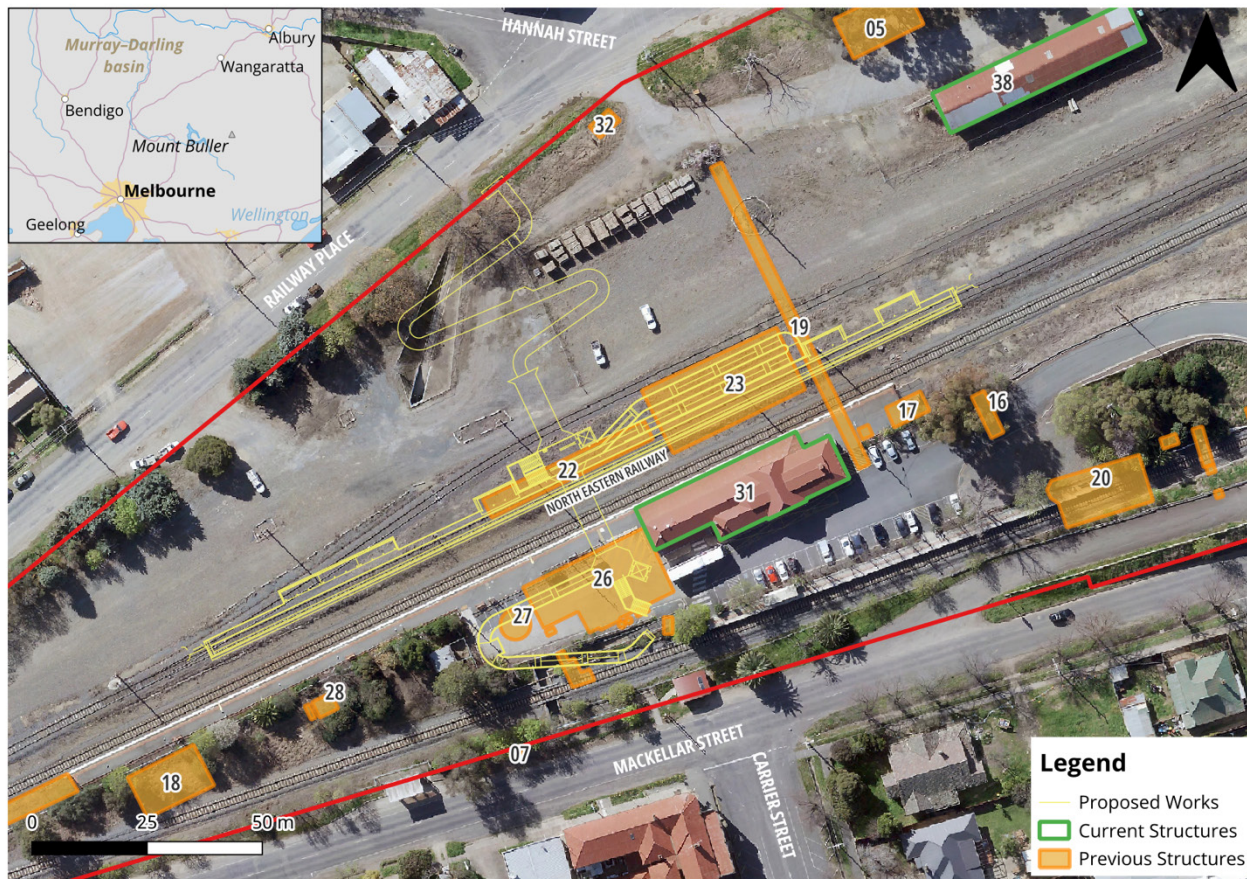 Murray–Darling
basin
Albury
Wangaratta
Bendigo
Mount Buller
Melbourne
Geelong
Wellington
HANNAH STREET
05
38
32
RAILWAY PLACE
19
23
17
16
22
NORTH EASTERN RAILWAY
31
20
26
27
28
18
07
MACKELLAR STREET
CARRIER STREET
0
25
50 m
Legend
Proposed Works
Current Structures
Previous Structures